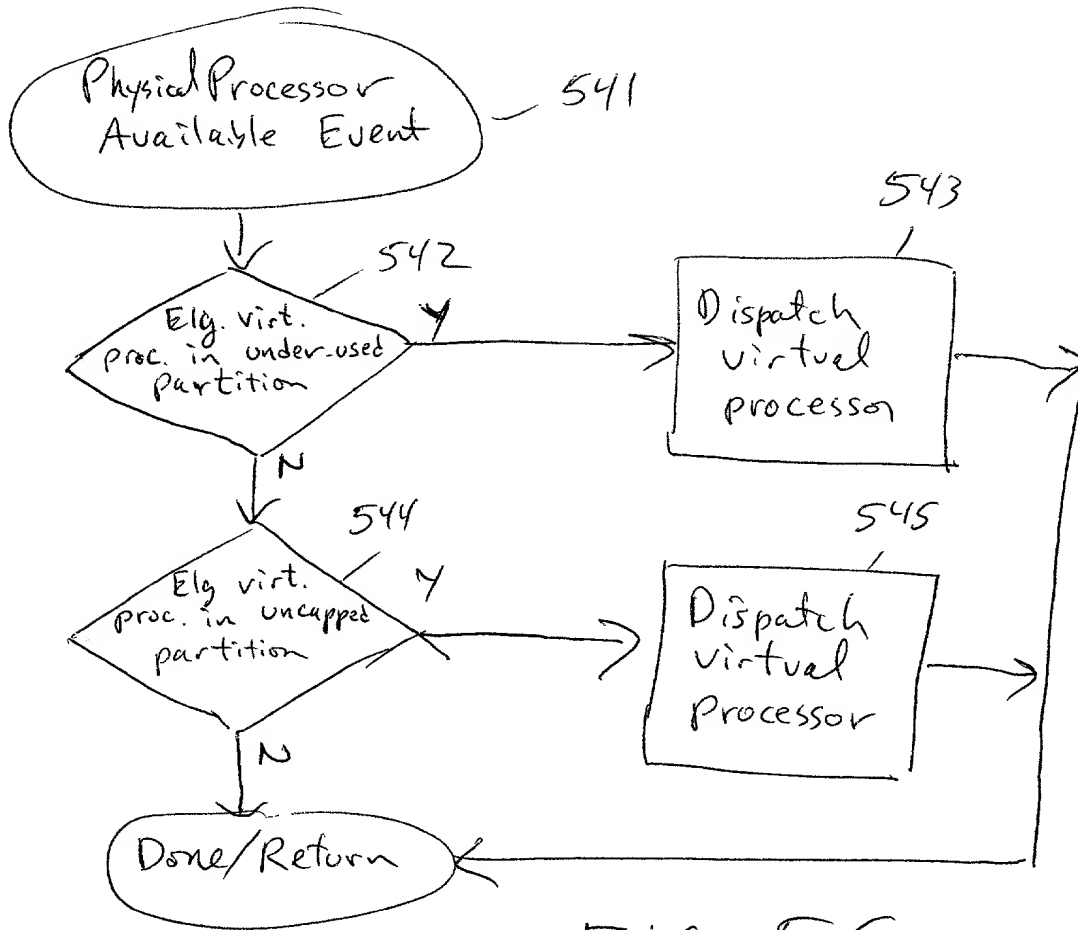 Physical Processor
Available Event
541
542
Elg. virt.
proc. in under-used
partition
Y
543
Dispatch
virtual
processor
N
544
Elg virt.
proc. in uncapped
partition
Y
545
Dispatch
virtual
Processor
N
Done/Return